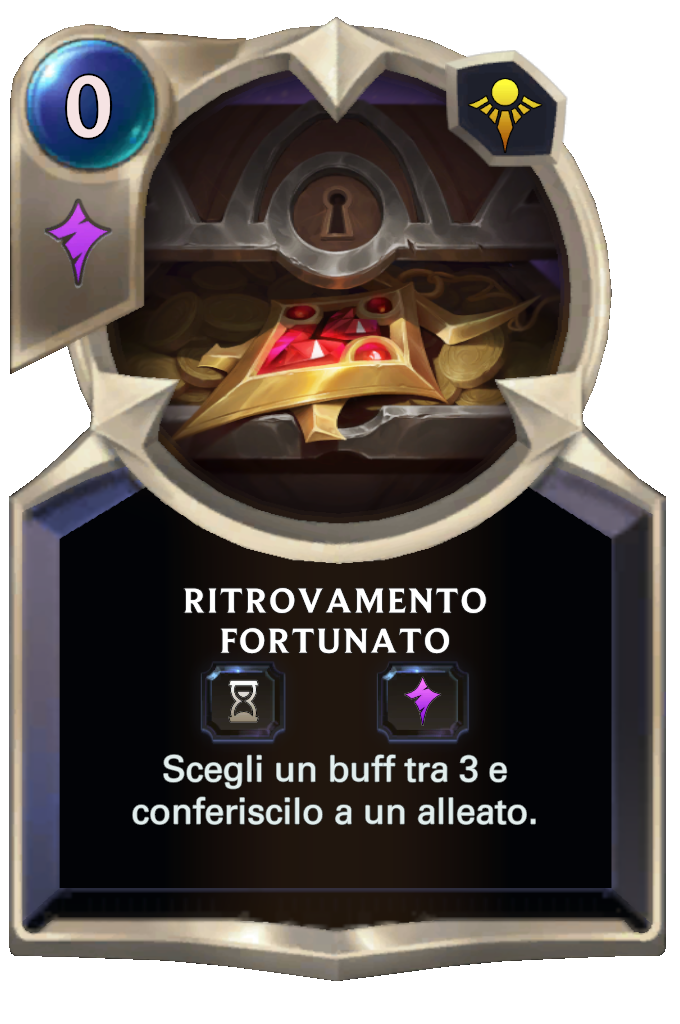 0
RITROVAMENTO
FORTUNATO
Scegli un buff tra 3 e
conferiscilo a un alleato.